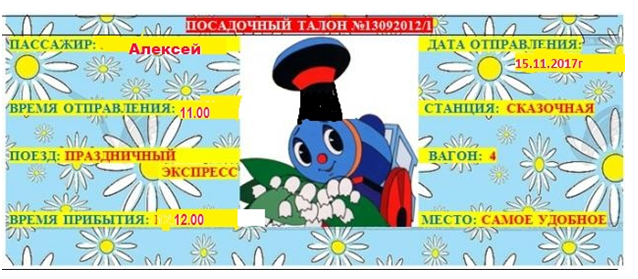 ПОСАДОЧНЫЙ ТАЛОН №13092012/1
ПАССАЖИР: Алексей
ДАТА ОТПРАВЛЕНИЯ:
15.11.2017г
ВРЕМЯ ОТПРАВЛЕНИЯ: 11.00
СТАНЦИЯ: СКАЗОЧНАЯ
ПОЕЗД: ПРАЗДНИЧНЫЙ
ЭКСПРЕСС
ВАГОН: 4
ВРЕМЯ ПРИБЫТИЯ: 12.00
МЕСТО: САМОЕ УДОБНОЕ